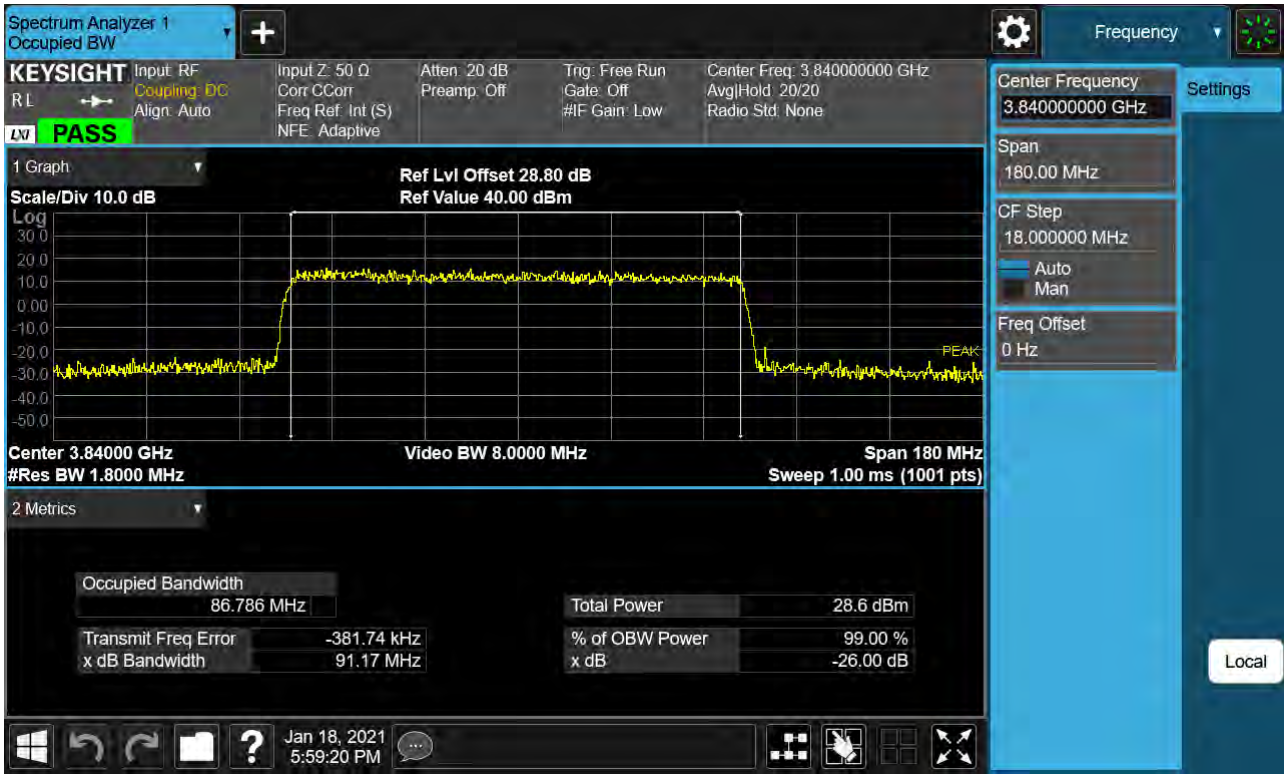 Spectrum Analyzer 1
Occupied BW
+
Frequency
KEYSIGHT
RL
LXI
PASS
Input: RF
Coupling: DC
Align: Auto
Input Z: 50 Ω
Corr CCorr
Freq Ref: Int (S)
NFE: Adaptive
Atten: 20 dB
Preamp: Off
Trig: Free Run
Gate: Off
#IF Gain: Low
Center Freq: 3.840000000 GHz
Avg|Hold: 20/20
Radio Std: None
Center Frequency
3.840000000 GHz
Settings
Span
180.00 MHz
CF Step
18.000000 MHz
Auto
Man
Freq Offset
0 Hz
Local
1 Graph
Ref Lvl Offset 28.80 dB
Scale/Div 10.0 dB
Ref Value 40.00 dBm
Log
30.0
20.0
10.0
0.00
-10.0
-20.0
-30.0
-40.0
-50.0
PEAK
Center 3.84000 GHz
Video BW 8.0000 MHz
Span 180 MHz
#Res BW 1.8000 MHz
Sweep 1.00 ms (1001 pts)
2 Metrics
Occupied Bandwidth
86.786 MHz
Total Power 28.6 dBm
Transmit Freq Error -381.74 kHz
% of OBW Power 99.00 %
x dB Bandwidth 91.17 MHz
x dB -26.00 dB
?
Jan 18, 2021
5:59:20 PM